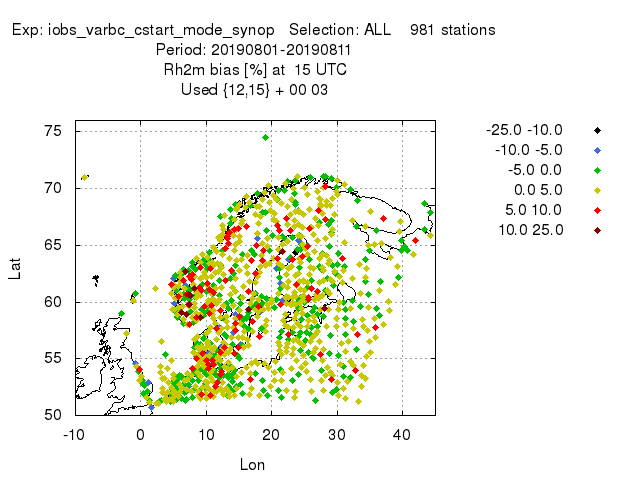 Exp: iobs_varbc_cstart_mode_synop Selection: ALL 981 stations
Period: 20190801-20190811
Rh2m bias [%] at 15 UTC
Used {12,15} + 00 03
-25.0 -10.0
-10.0 -5.0
-5.0 0.0
0.0 5.0
5.0 10.0
10.0 25.0
75
70
65
60
55
50
Lat
-10 0 10 20 30 40
Lon